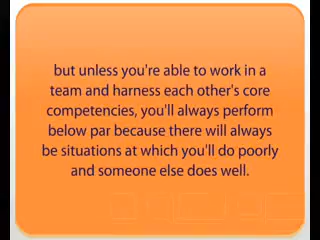 but unless you're able to work in a
team and harness each other's core
competencies, you'll always perform
below par because there will always
be situations at which you'll do poorly
and someone else does well.